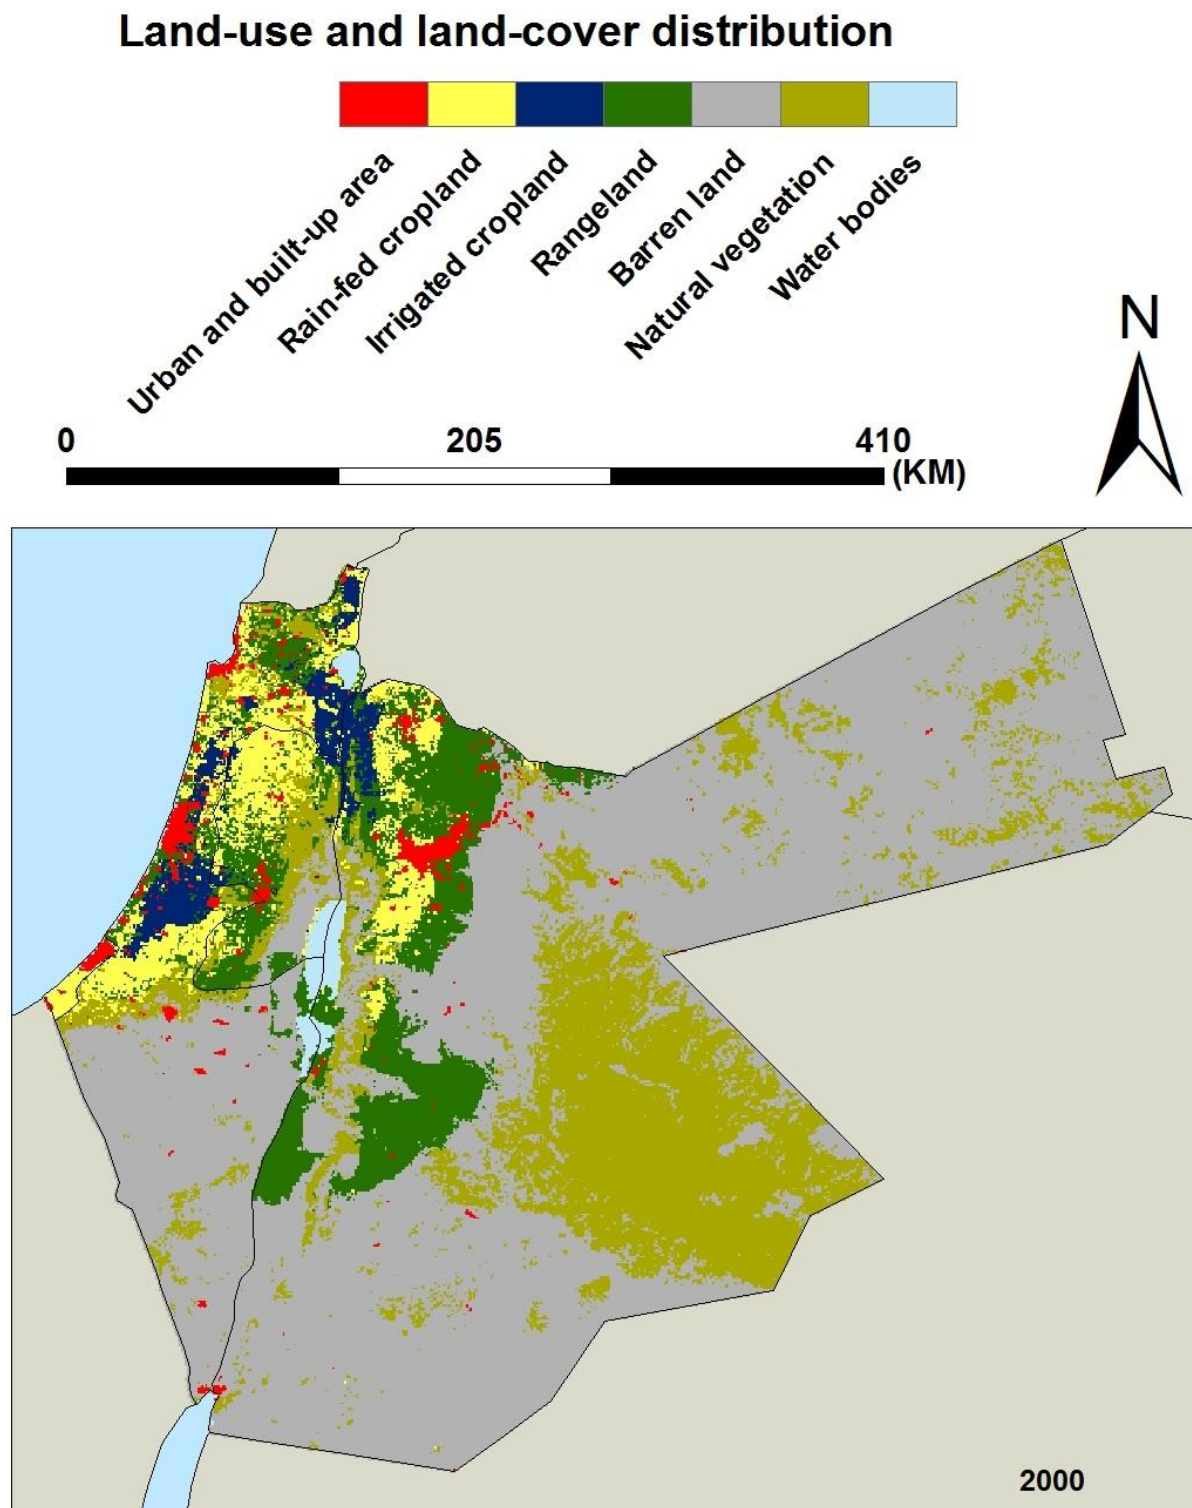 Land-use and land-cover distribution
Urban and built-up area
Rain-fed cropland
Irrigated cropland
Rangeland
Barren land
Natural vegetation
Water bodies
N
0 205 410
(KM)
2000